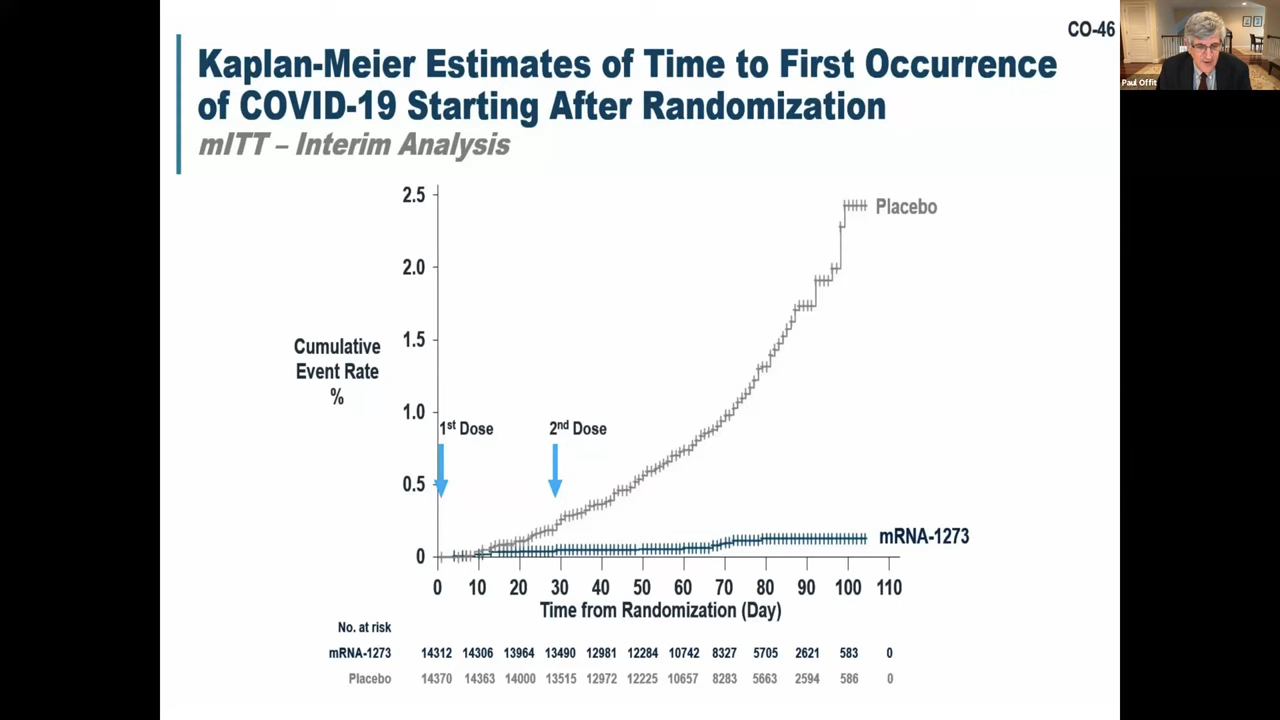 CO-46
Paul Offit
Kaplan-Meier Estimates of Time to First Occurrence
of COVID-19 Starting After Randomization
mITT – Interim Analysis
2.5
2.0
1.5
1.0
0.5
0
Cumulative
Event Rate
%
Placebo
1st Dose
2nd Dose
mRNA-1273
0 10 20 30 40 50 60 70 80 90 100 110
Time from Randomization (Day)
No. at risk
mRNA-1273 14312 14306 13964 13490 12981 12284 10742 8327 5705 2621 583 0
Placebo 14370 14363 14000 13515 12972 12225 10657 8283 5663 2594 586 0